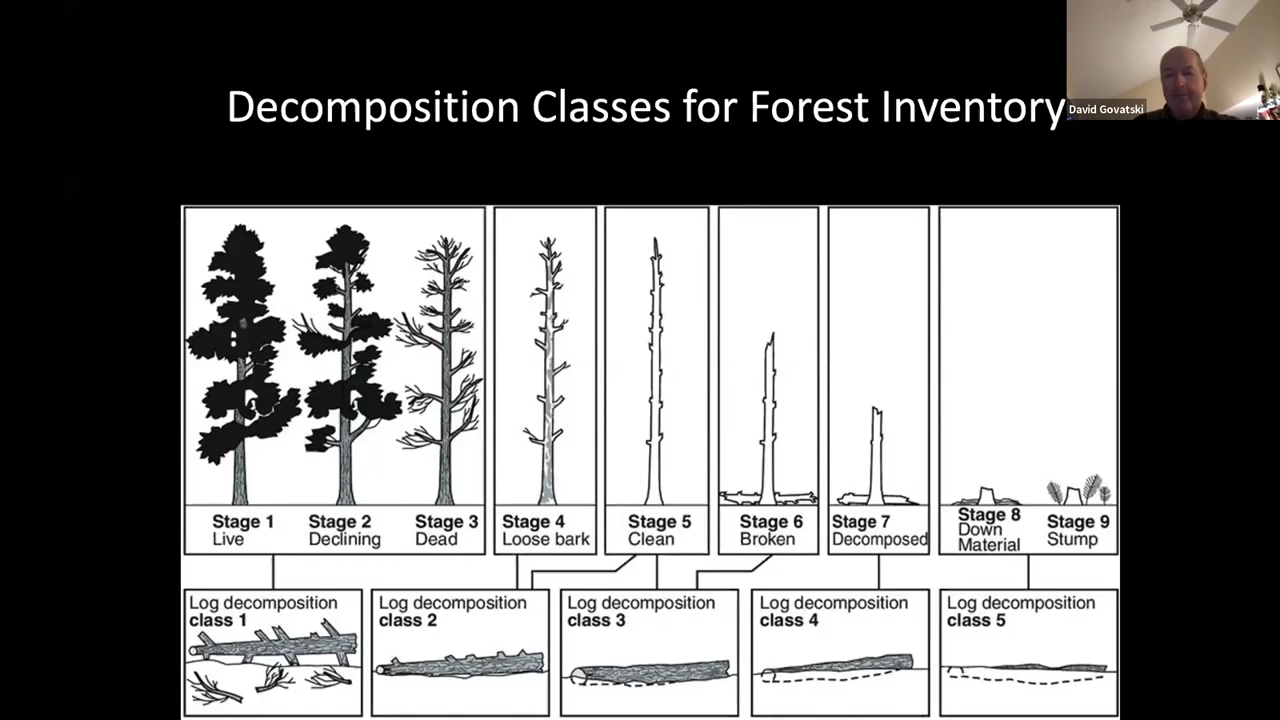 Decomposition Classes for Forest Inventory
David Govatski
Stage 1
Live
Stage 2
Declining
Stage 3
Dead
Stage 4
Loose bark
Stage 5
Clean
Stage 6
Broken
Stage 7
Decomposed
Stage 8
Down
Material
Stage 9
Stump
Log decomposition
class 1
Log decomposition
class 2
Log decomposition
class 3
Log decomposition
class 4
Log decomposition
class 5